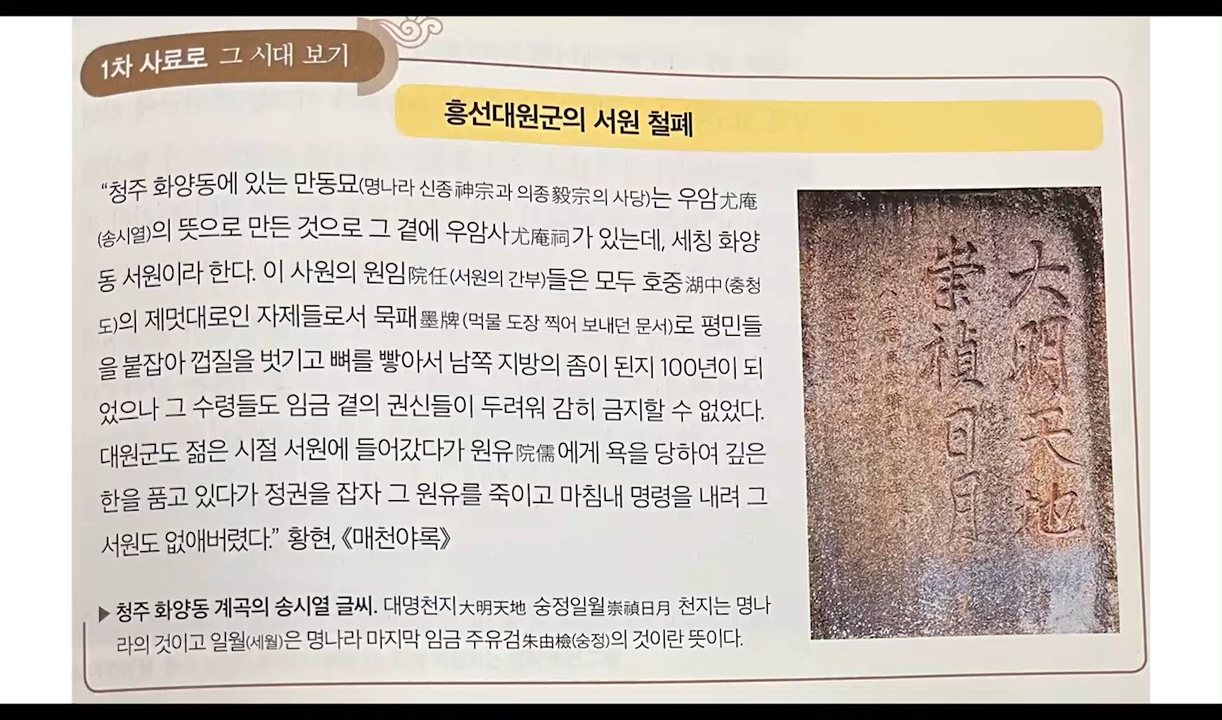 1차 사료로 그 시대 보기
흥선대원군의 서원 철폐
“청주 화양동에 있는 만동묘(명나라 신종神宗과 의종毅宗의 사당)는 우암尤庵
(송시열)의 뜻으로 만든 것으로 그 곁에 우암사尤庵祠가 있는데, 세칭 화양
동 서원이라 한다. 이 사원의 원임院任(서원의 간부)들은 모두 호중湖中(충청
도)의 제멋대로인 자제들로서 묵패墨牌(먹물 도장 찍어 보내던 문서)로 평민들
을 붙잡아 껍질을 벗기고 뼈를 빻아서 남쪽 지방의 좀이 된지 100년이 되
었으나 그 수령들도 임금 곁의 권신들이 두려워 감히 금지할 수 없었다.
대원군도 젊은 시절 서원에 들어갔다가 원유院儒에게 욕을 당하여 깊은
한을 품고 있다가 정권을 잡자 그 원유를 죽이고 마침내 명령을 내려 그
서원도 없애버렸다.” 황현, 《매천야록》
▶ 청주 화양동 계곡의 송시열 글씨. 대명천지大明天地 숭정일월崇禎日月 천지는 명나
라의 것이고 일월(세월)은 명나라 마지막 임금 주유검朱由檢(숭정)의 것이란 뜻이다.
大明天地
崇禎日月